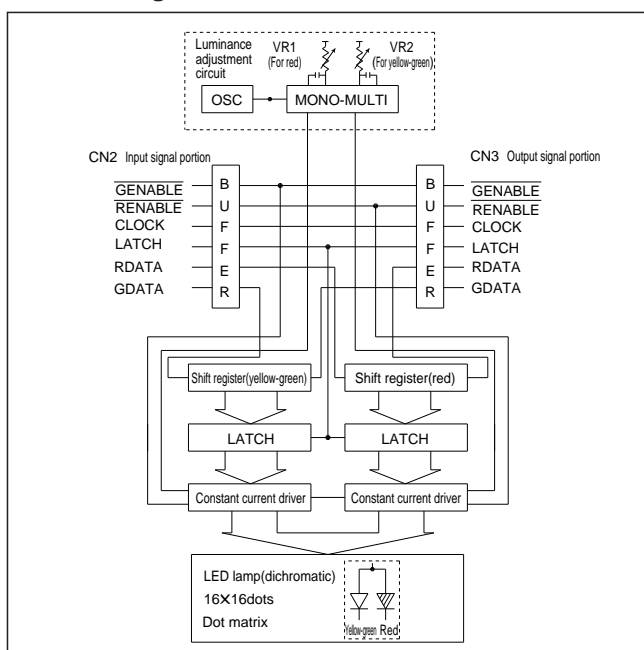 Luminance adjustment circuit
VR1 (For red)
VR2 (For yellow-green)
OSC
MONO-MULTI
CN2 Input signal portion
CN3 Output signal portion
GENABLE
RENABLE
CLOCK
LATCH
RDATA
GDATA
B
U
F
F
E
R
B
U
F
F
E
R
GENABLE
RENABLE
CLOCK
LATCH
RDATA
GDATA
Shift register(yellow-green)
Shift register(red)
LATCH
LATCH
Constant current driver
Constant current driver
LED lamp(dichromatic)
16×16dots
Dot matrix
Yellow-green
Red